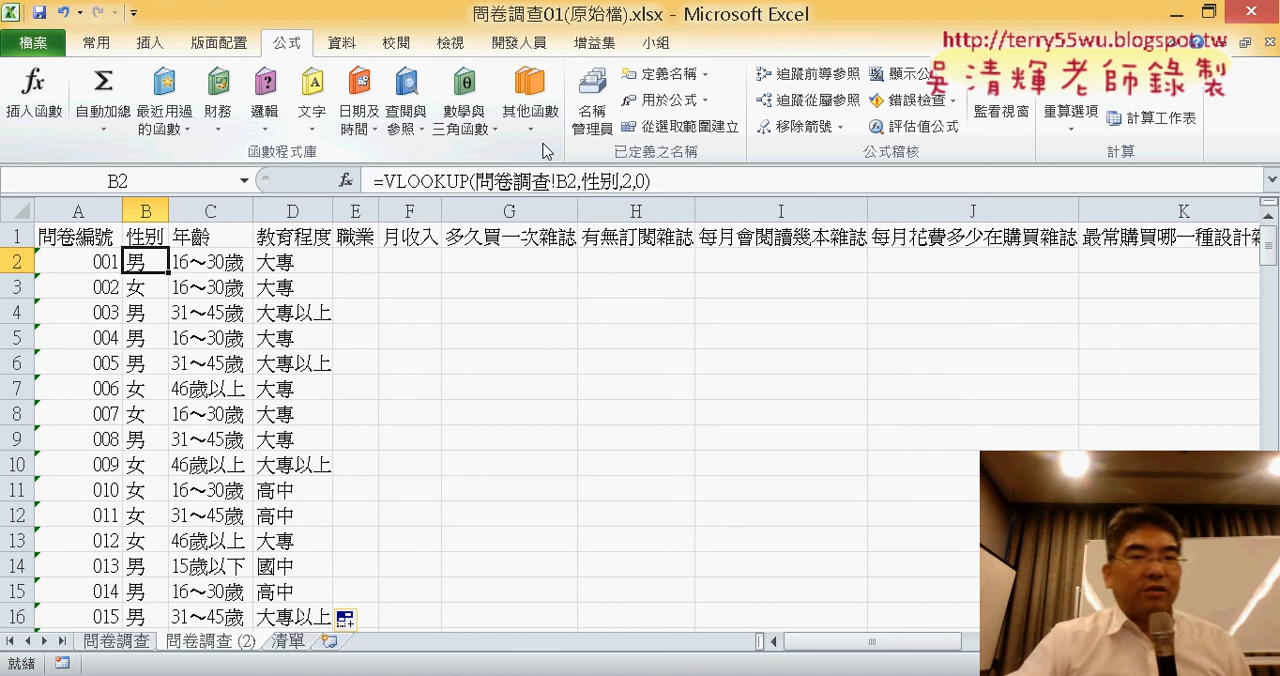 問卷調查01(原始檔).xlsx - Microsoft Excel
檔案 常用 插入 版面配置 公式 資料 校閱 檢視 開發人員 增益集 小組
http://terry55wu.blogspot.tw
吳清輝老師錄製
插入函數 自動加總 最近用過的函數 財務 邏輯 文字 日期及時間 查閱與參照 數學與三角函數 其他函數
名稱管理員 定義名稱 用於公式 從選取範圍建立
追蹤前導參照 追蹤從屬參照 移除箭號 顯示公 錯誤檢查 評估值公式 監看視窗
重算選項 計算工作表
函數程式庫 已定義之名稱 公式稽核 計算
B2 fx =VLOOKUP(問卷調查!B2,性別,2,0)
A B C D E F G H I J K
1 問卷編號 性別 年齡 教育程度 職業 月收入 多久買一次雜誌 有無訂閱雜誌 每月會閱讀幾本雜誌 每月花費多少在購買雜誌 最常購買哪一種設計雜
2 001 男 16～30歲 大專
3 002 女 16～30歲 大專
4 003 男 31～45歲 大專以上
5 004 男 16～30歲 大專
6 005 男 31～45歲 大專以上
7 006 女 46歲以上 大專
8 007 女 16～30歲 大專
9 008 男 31～45歲 大專
10 009 女 46歲以上 大專以上
11 010 女 16～30歲 高中
12 011 女 31～45歲 高中
13 012 女 46歲以上 大專
14 013 男 15歲以下 國中
15 014 男 16～30歲 高中
16 015 男 31～45歲 大專以上
問卷調查 問卷調查 (2) 清單
就緒